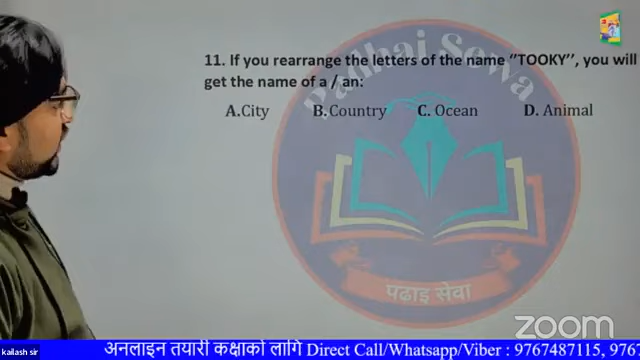 11. If you rearrange the letters of the name ‘’TOOKY’’, you will
get the name of a / an:
A.City B.Country C. Ocean D. Animal
Padhai Sewa
पढाइ सेवा
zoom
kailash sir
अनलाइन तयारी कक्षाको लागि Direct Call/Whatsapp/Viber : 9767487115, 976